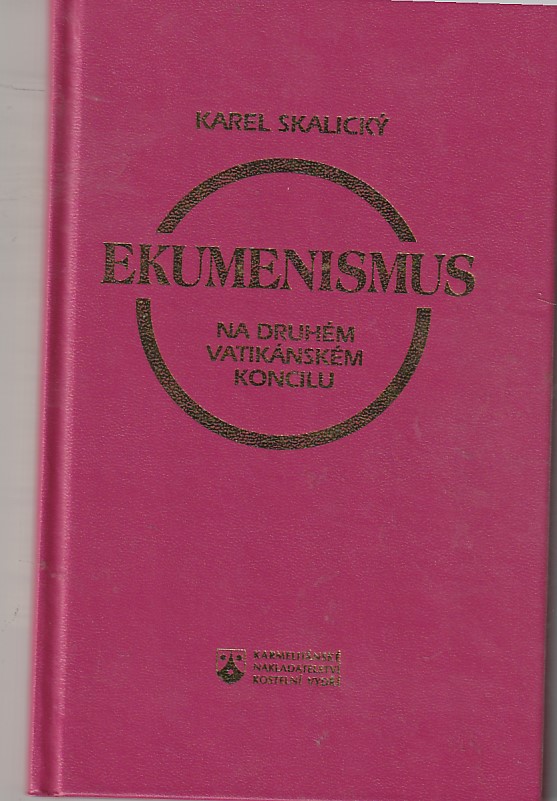 KAREL SKALICKÝ
EKUMENISMUS
NA DRUHÉM
VATIKÁNSKÉM
KONCILU
KARMELITÁNSKÉ
NAKLADATELSTVÍ
KOSTELNÍ VYDŘÍ